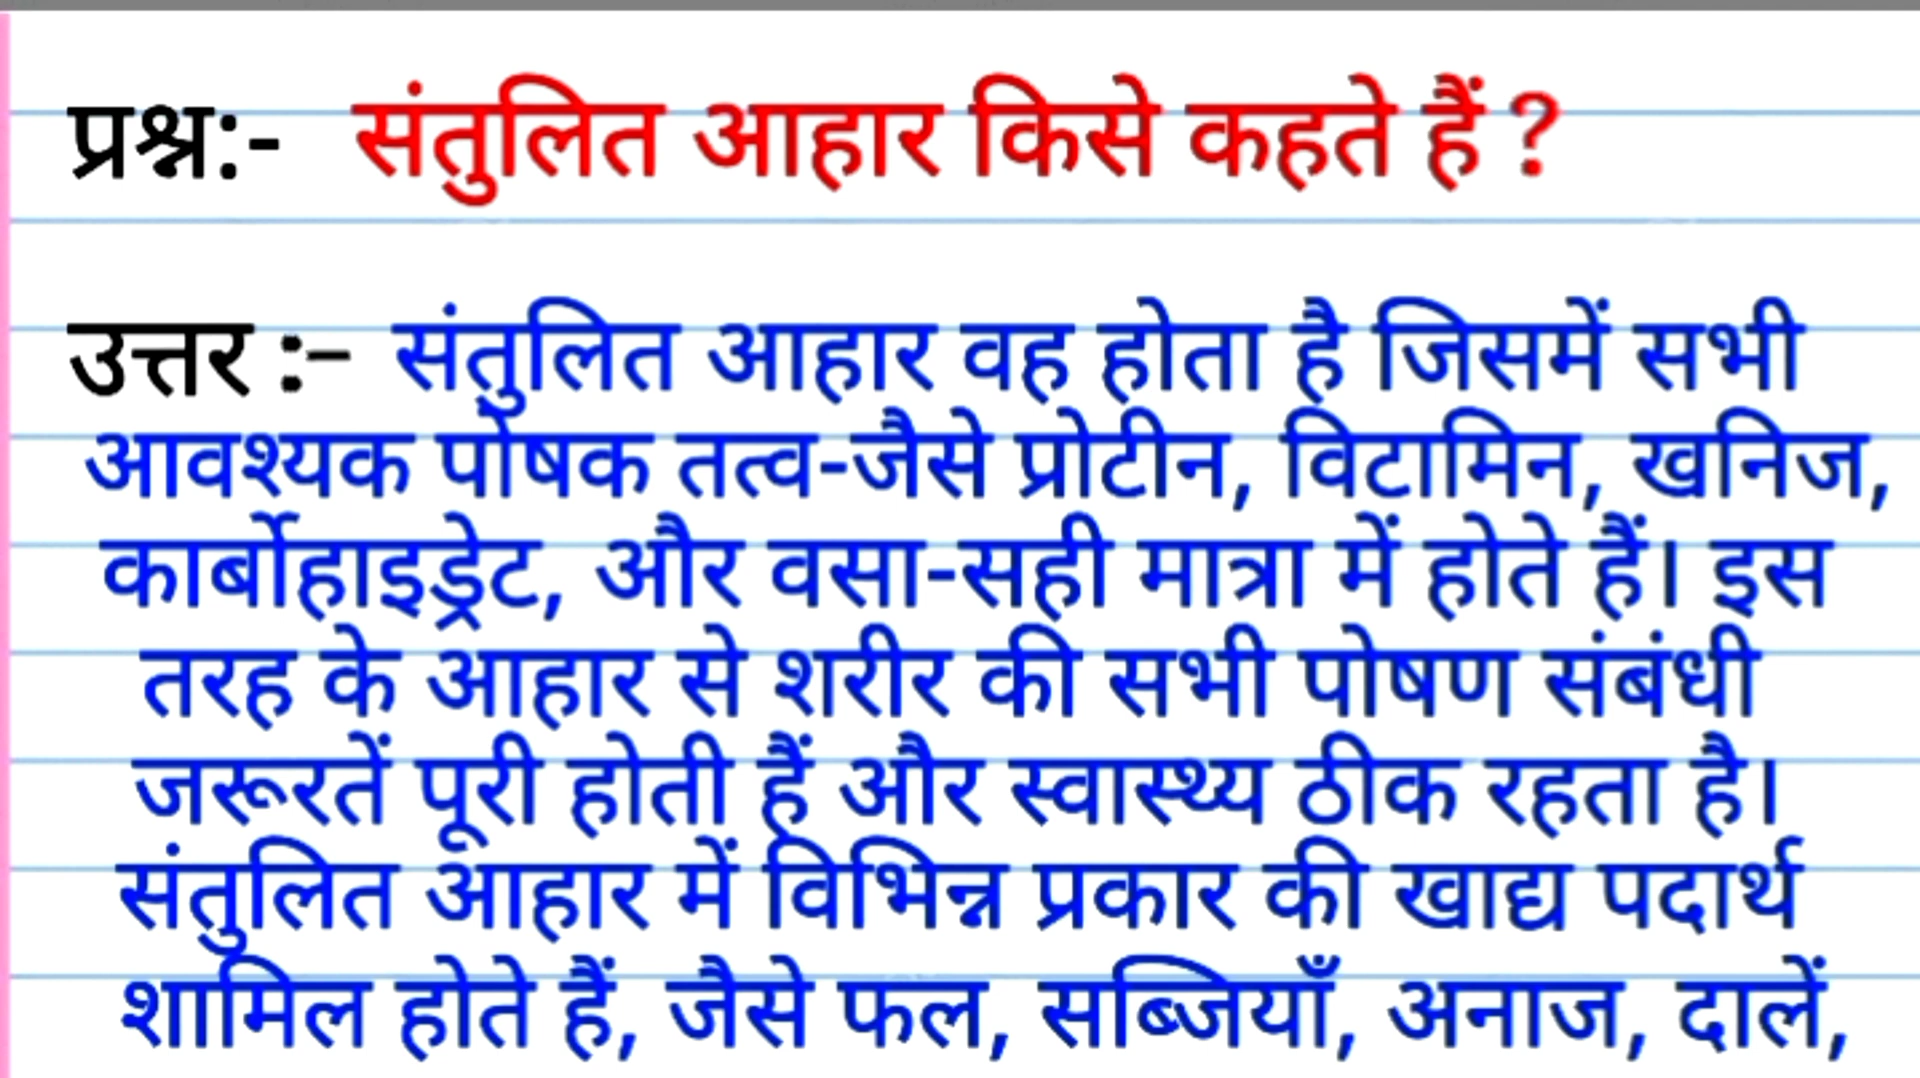 प्रश्न:- संतुलित आहार किसे कहते हैं ?
उत्तर :– संतुलित आहार वह होता है जिसमें सभी
आवश्यक पोषक तत्व-जैसे प्रोटीन, विटामिन, खनिज,
कार्बोहाइड्रेट, और वसा-सही मात्रा में होते हैं। इस
तरह के आहार से शरीर की सभी पोषण संबंधी
जरूरतें पूरी होती हैं और स्वास्थ्य ठीक रहता है।
संतुलित आहार में विभिन्न प्रकार की खाद्य पदार्थ
शामिल होते हैं, जैसे फल, सब्जियाँ, अनाज, दालें,